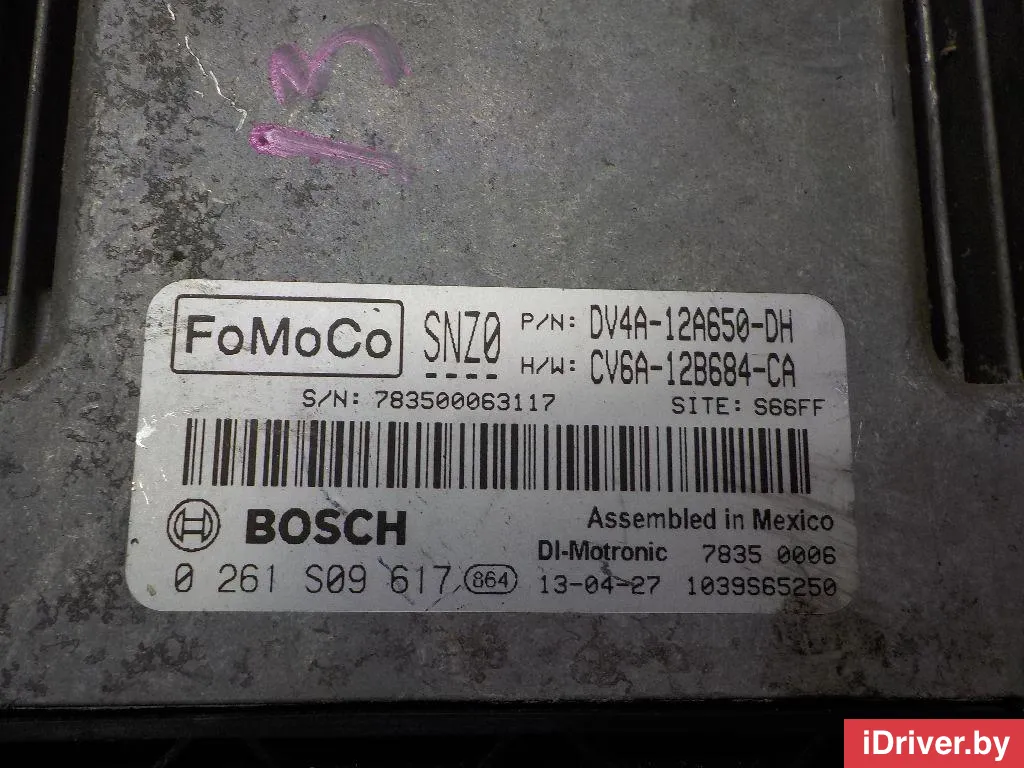 FoMoCo
SNZ0
P/N: DV4A-12A650-DH
H/W: CV6A-12B684-CA
S/N: 783500063117 SITE: S66FF
BOSCH
Assembled in Mexico
DI-Motronic 7835 0006
0 261 S09 617 864 13-04-27 1039S65250
iDriver.by